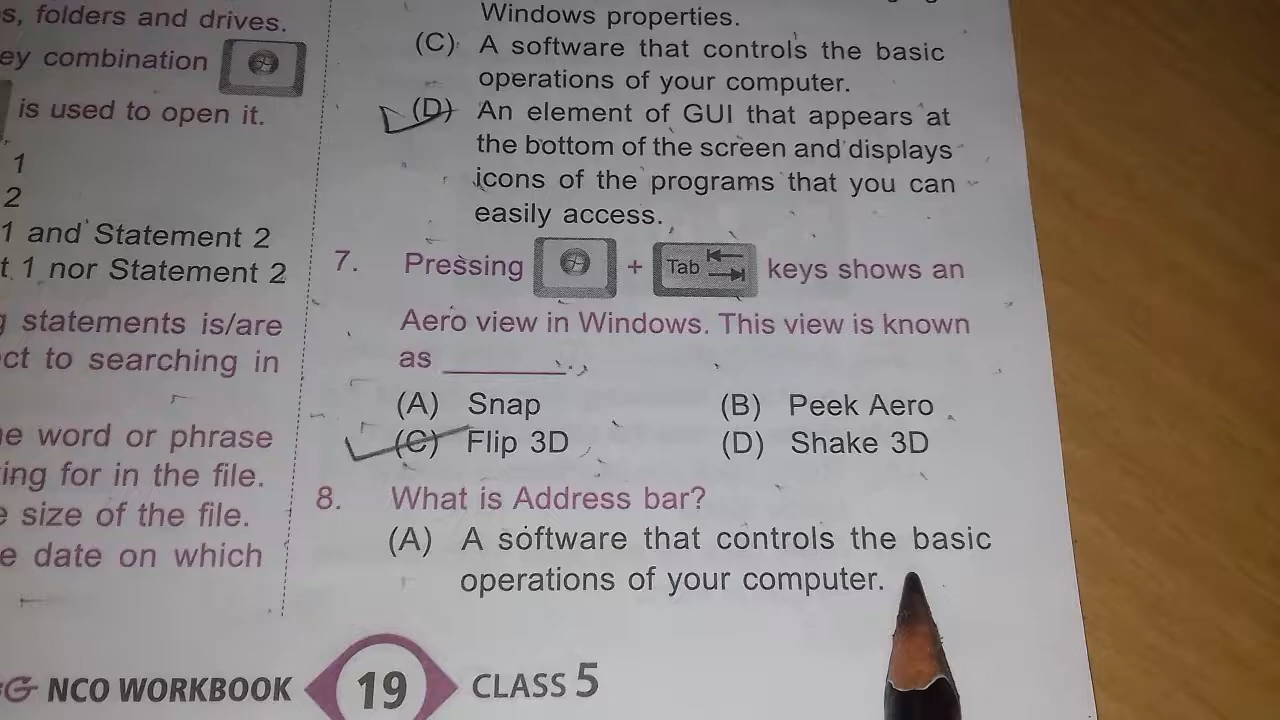 s, folders and drives.
ey combination
is used to open it.
1
2
1 and Statement 2
t 1 nor Statement 2
statements is/are
ct to searching in
e word or phrase
ing for in the file.
e size of the file.
e date on which
Windows properties.
(C) A software that controls the basic
operations of your computer.
(D) An element of GUI that appears at
the bottom of the screen and displays
icons of the programs that you can
easily access.
7. Pressing + Tab keys shows an
Aero view in Windows. This view is known
as ________.
(A) Snap (B) Peek Aero
(C) Flip 3D (D) Shake 3D
8. What is Address bar?
(A) A software that controls the basic
operations of your computer.
NCO WORKBOOK 19 CLASS 5